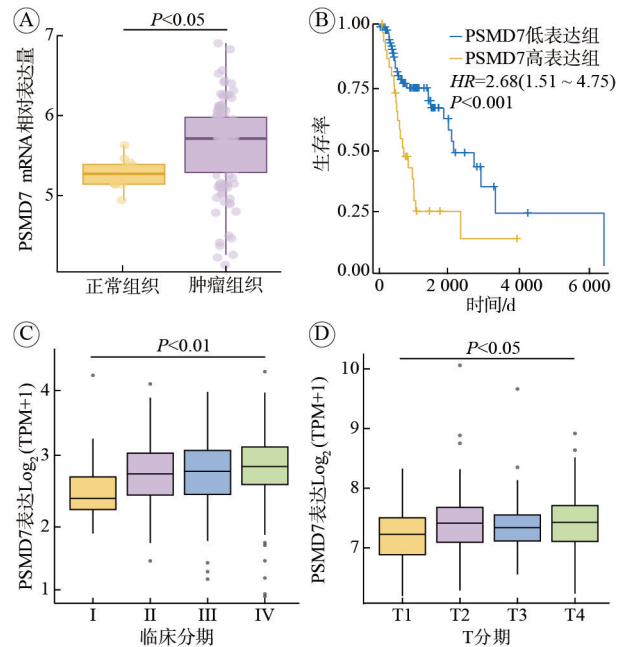 A
P<0.05
PSMD7 mRNA相对表达量
7
6
5
正常组织
肿瘤组织
B
PSMD7低表达组
PSMD7高表达组
HR=2.68(1.51 ~ 4.75)
P<0.001
生存率
1.00
0.75
0.50
0.25
0.00
0
2 000
4 000
6 000
时间/d
C
P<0.01
PSMD7表达Log₂(TPM+1)
4
3
2
1
I
II
III
IV
临床分期
D
P<0.05
PSMD7表达Log₂(TPM+1)
10
8
7
T1
T2
T3
T4
T分期